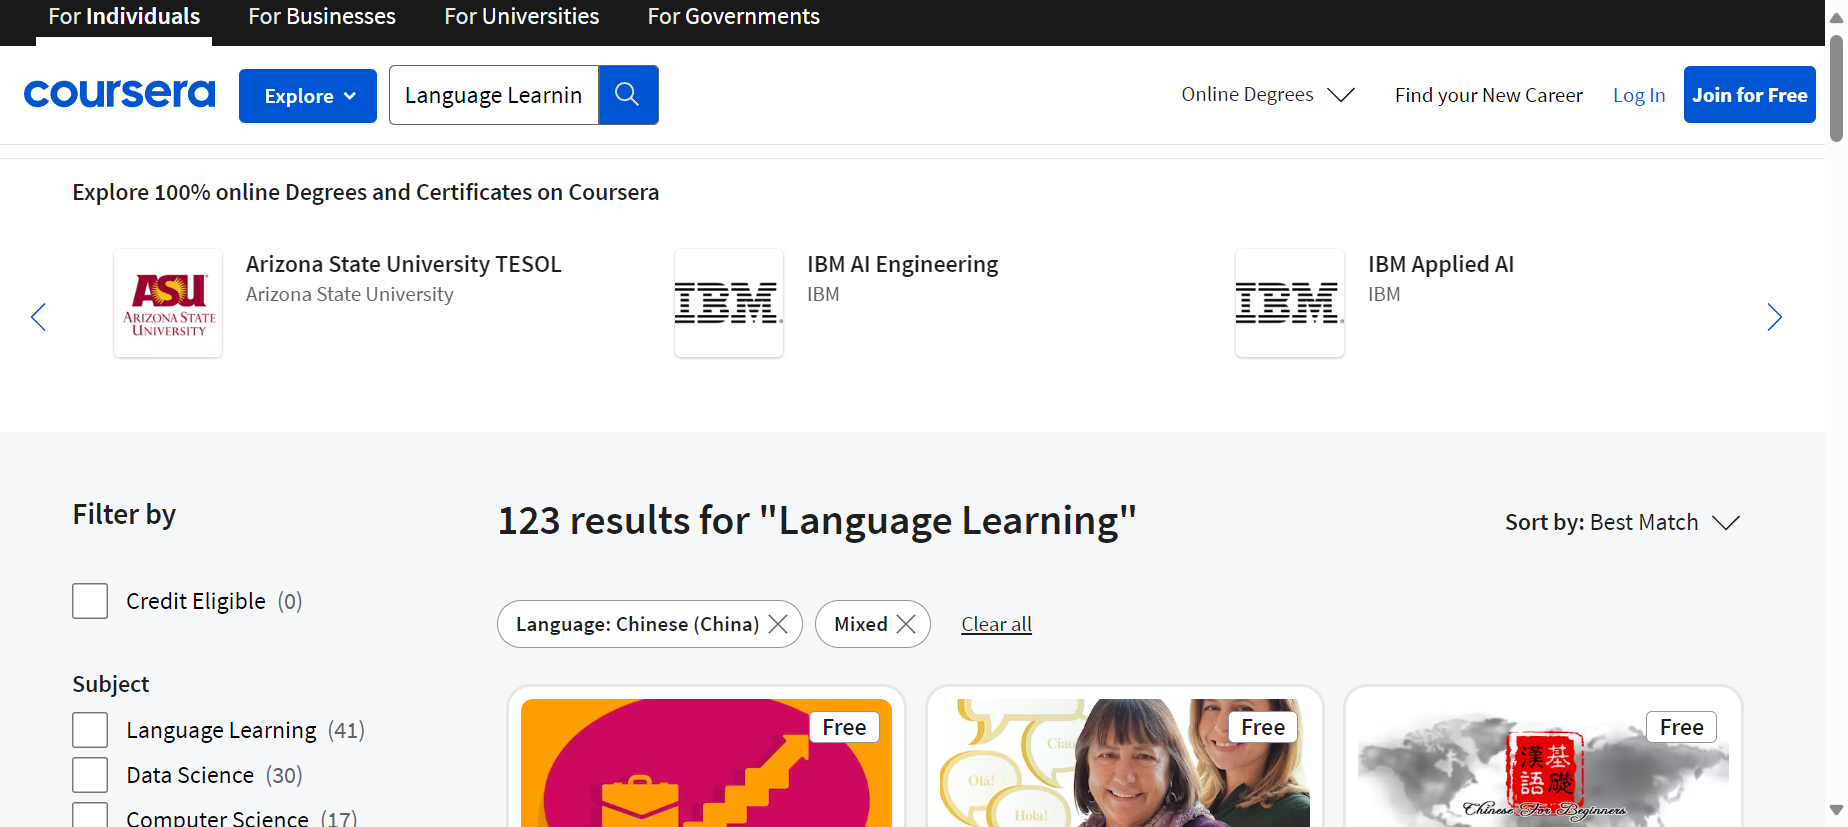 For Individuals
For Businesses
For Universities
For Governments
coursera
Explore
Language Learnin
Online Degrees
Find your New Career
Log In
Join for Free
Explore 100% online Degrees and Certificates on Coursera
ASU
ARIZONA STATE
UNIVERSITY
Arizona State University TESOL
Arizona State University
IBM
IBM AI Engineering
IBM
IBM
IBM Applied AI
IBM
Filter by
123 results for "Language Learning"
Sort by: Best Match
Credit Eligible (0)
Language: Chinese (China)
Mixed
Clear all
Subject
Language Learning (41)
Data Science (30)
Computer Science (17)
Free
Free
Ciao
Olá!
Hola!
Free
漢語
基礎
Chinese For Beginners